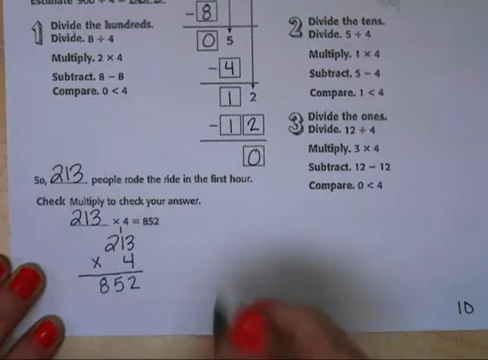 1 Divide the hundreds.
Divide. 8 ÷ 4
Multiply. 2 × 4
Subtract. 8 − 8
Compare. 0 < 4
− 8
0 5
− 4
1 2
− 1 2
0
2 Divide the tens.
Divide. 5 ÷ 4
Multiply. 1 × 4
Subtract. 5 − 4
Compare. 1 < 4
3 Divide the ones.
Divide. 12 ÷ 4
Multiply. 3 × 4
Subtract. 12 − 12
Compare. 0 < 4
So, 213 people rode the ride in the first hour.
Check Multiply to check your answer.
213 × 4 = 852
1
213
× 4
852
10